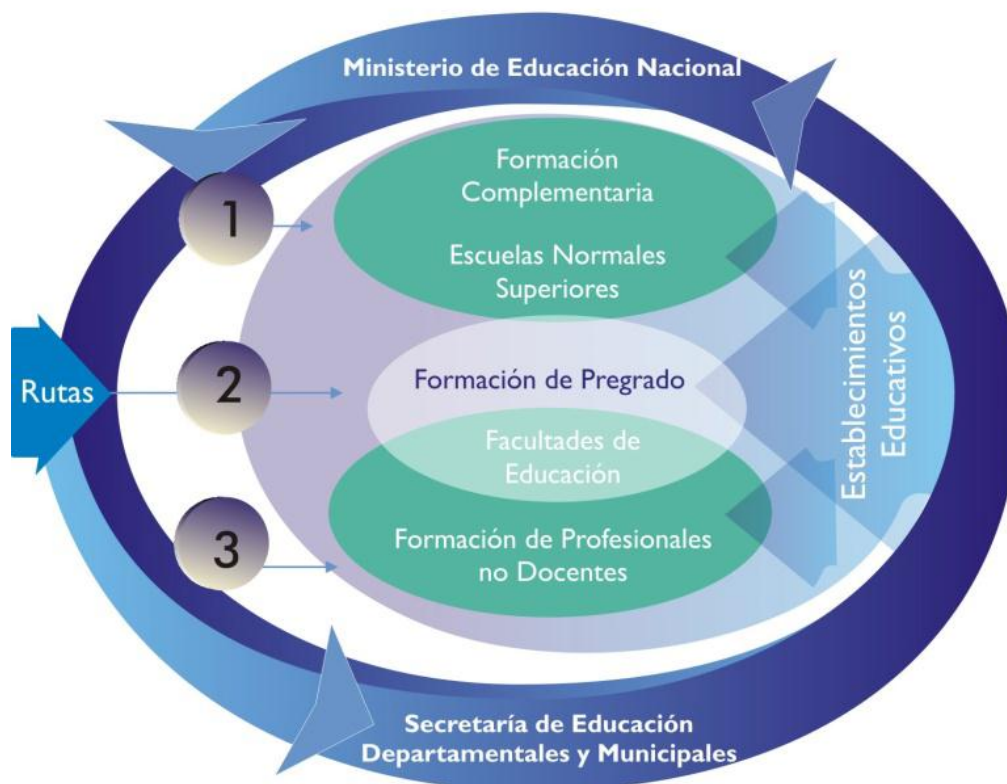 Ministerio de Educación Nacional
Formación
Complementaria
1
Escuelas Normales
Superiores
Rutas
2
Formación de Pregrado
Facultades de
Educación
3
Formación de Profesionales
no Docentes
Establecimientos
Educativos
Secretaría de Educación
Departamentales y Municipales